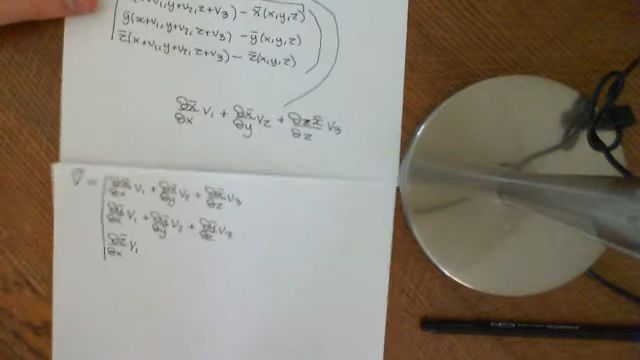 x̄(x+v₁, y+v₂, z+v₃) − x̄(x,y,z)
ȳ(x+v₁, y+v₂, z+v₃) − ȳ(x,y,z)
z̄(x+v₁, y+v₂, z+v₃) − z̄(x,y,z)
∂x̄/∂x v₁ + ∂x̄/∂y v₂ + ∂x̄/∂z v₃
v̄ = ∂x̄/∂x v₁ + ∂x̄/∂y v₂ + ∂x̄/∂z v₃
∂ȳ/∂x v₁ + ∂ȳ/∂y v₂ + ∂ȳ/∂z v₃
∂z̄/∂x v₁